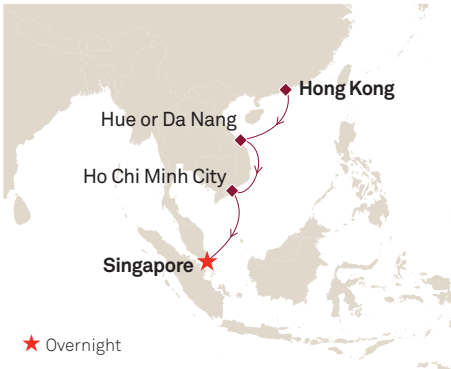 Hong Kong
Hue or Da Nang
Ho Chi Minh City
Singapore
Overnight